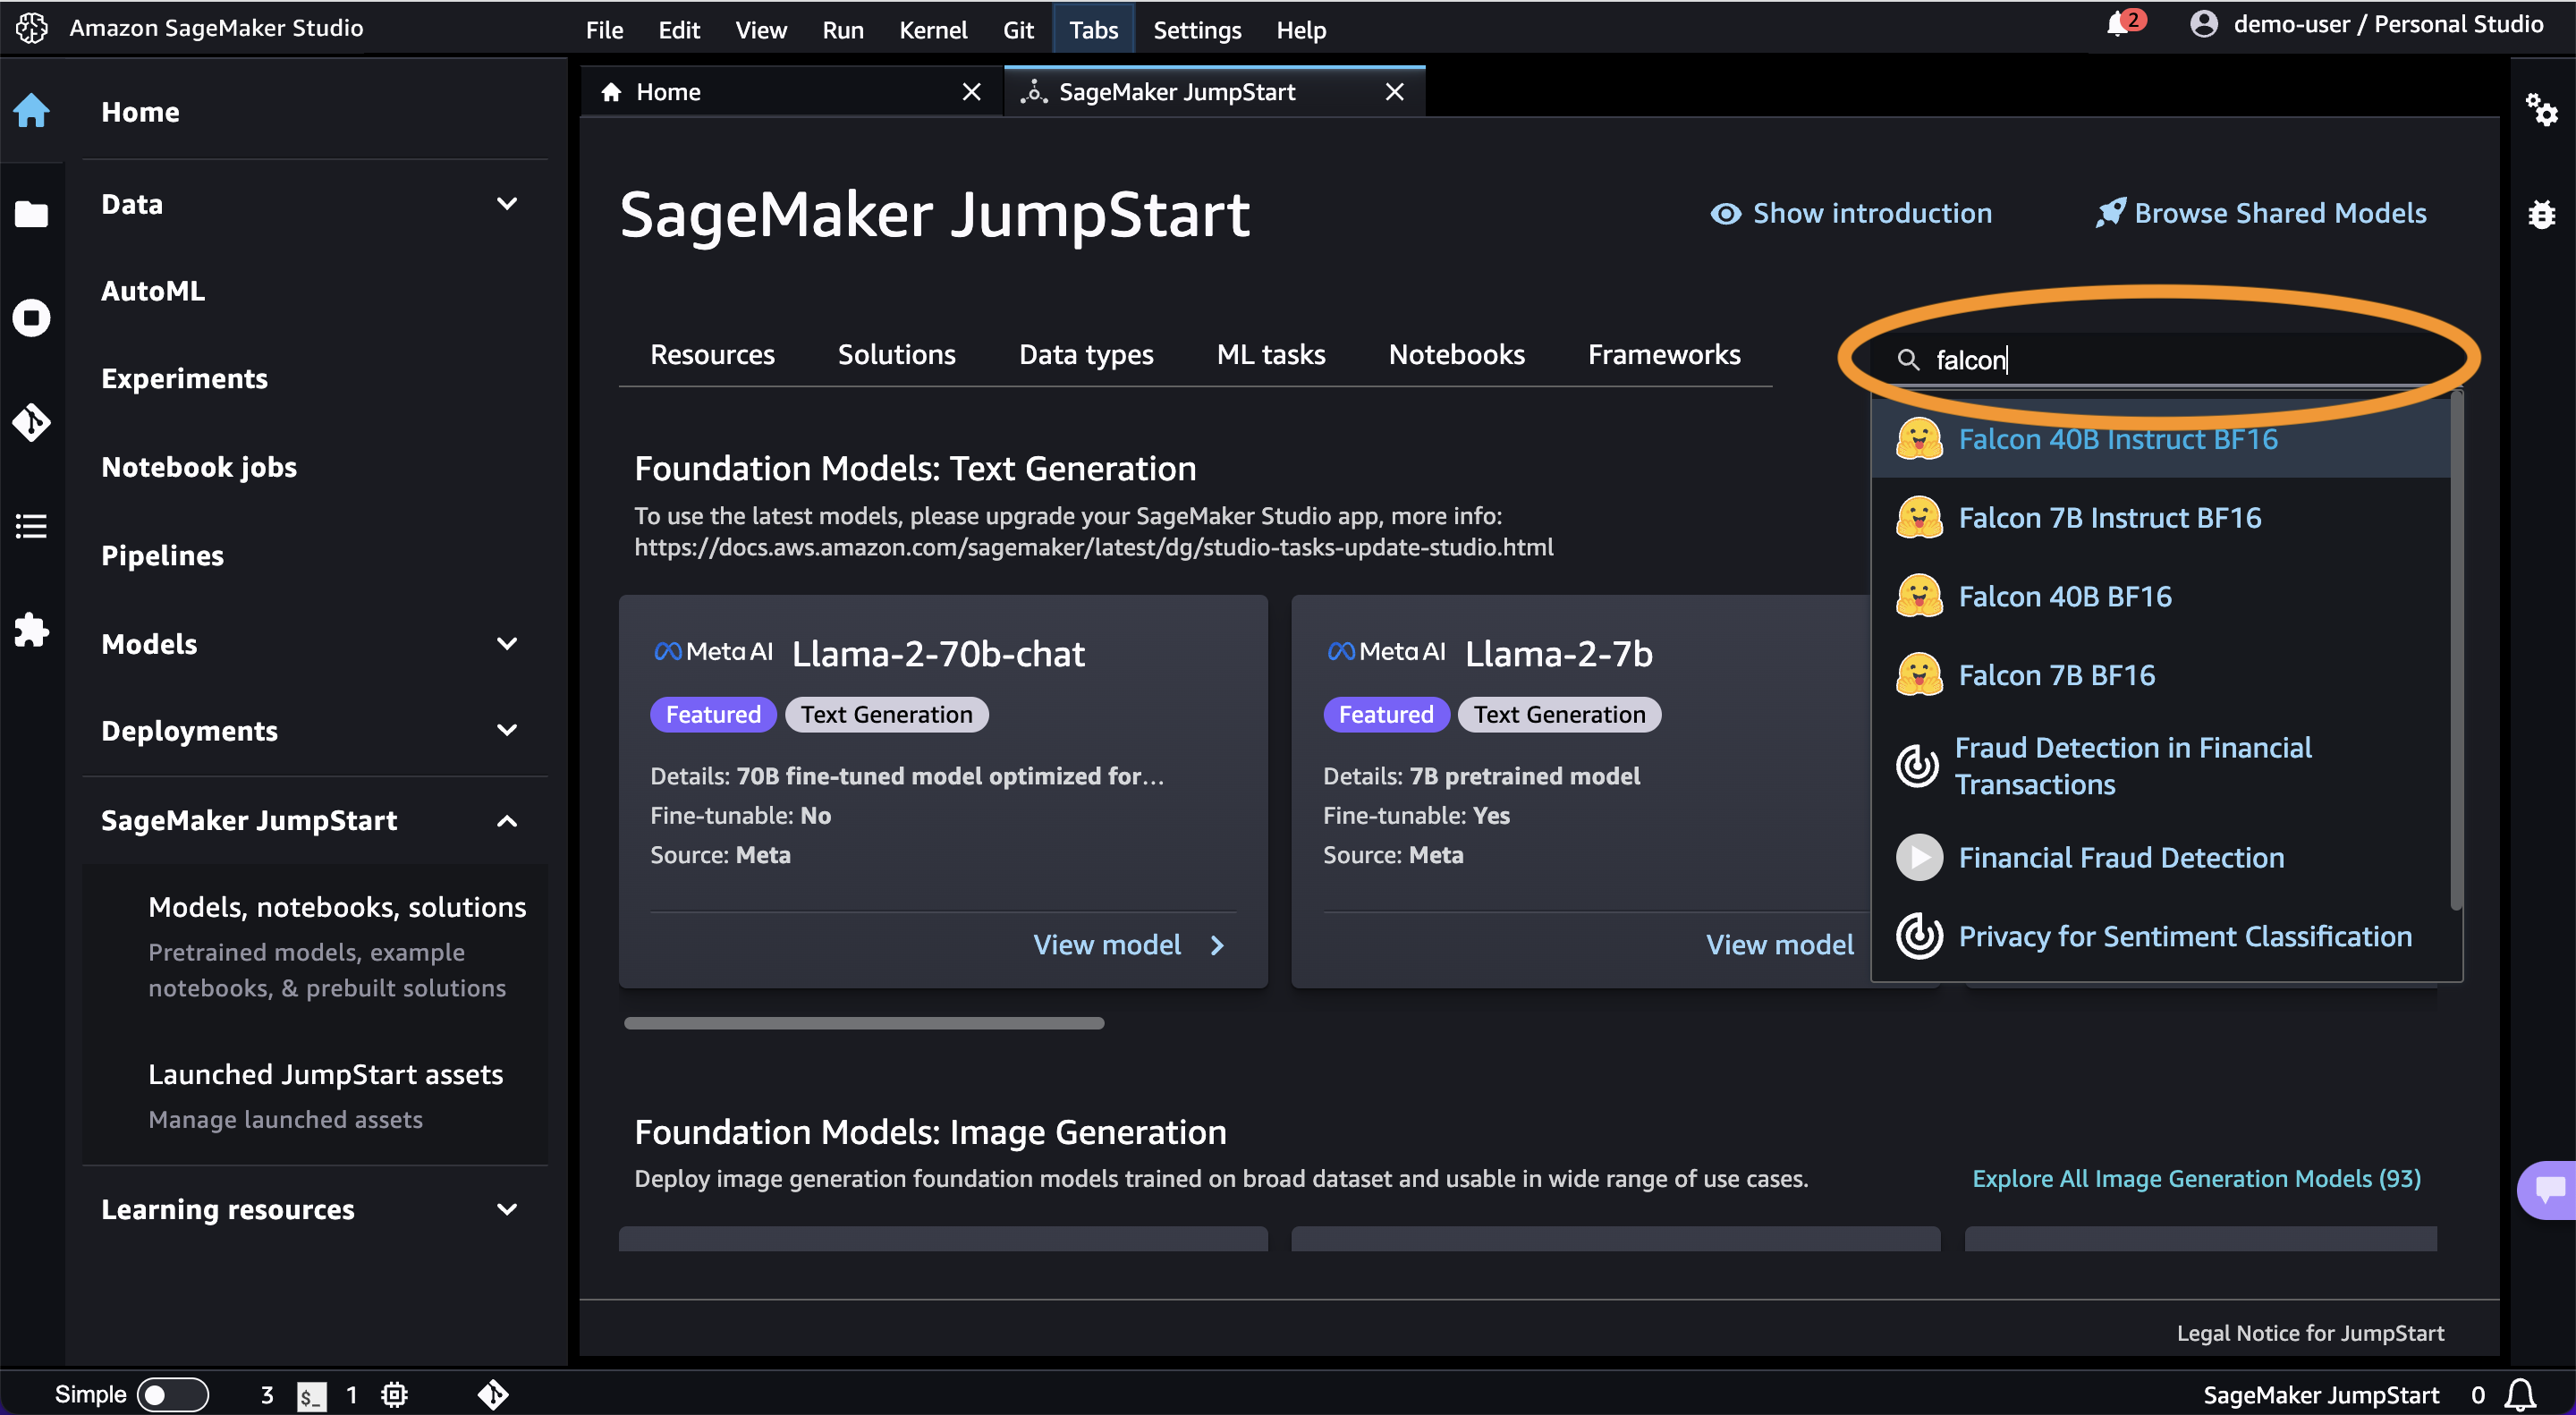 Amazon SageMaker Studio
File Edit View Run Kernel Git Tabs Settings Help
2
demo-user / Personal Studio
Home
Data
AutoML
Experiments
Notebook jobs
Pipelines
Models
Deployments
SageMaker JumpStart
Models, notebooks, solutions
Pretrained models, example
notebooks, & prebuilt solutions
Launched JumpStart assets
Manage launched assets
Learning resources
Home
SageMaker JumpStart
SageMaker JumpStart
Show introduction
Browse Shared Models
Resources Solutions Data types ML tasks Notebooks Frameworks
falcon
Falcon 40B Instruct BF16
Falcon 7B Instruct BF16
Falcon 40B BF16
Falcon 7B BF16
Fraud Detection in Financial
Transactions
Financial Fraud Detection
Privacy for Sentiment Classification
Foundation Models: Text Generation
To use the latest models, please upgrade your SageMaker Studio app, more info:
https://docs.aws.amazon.com/sagemaker/latest/dg/studio-tasks-update-studio.html
Meta AI Llama-2-70b-chat
Featured Text Generation
Details: 70B fine-tuned model optimized for...
Fine-tunable: No
Source: Meta
View model
Meta AI Llama-2-7b
Featured Text Generation
Details: 7B pretrained model
Fine-tunable: Yes
Source: Meta
View model
Foundation Models: Image Generation
Deploy image generation foundation models trained on broad dataset and usable in wide range of use cases.
Explore All Image Generation Models (93)
Legal Notice for JumpStart
Simple 3 $_ 1
SageMaker JumpStart 0